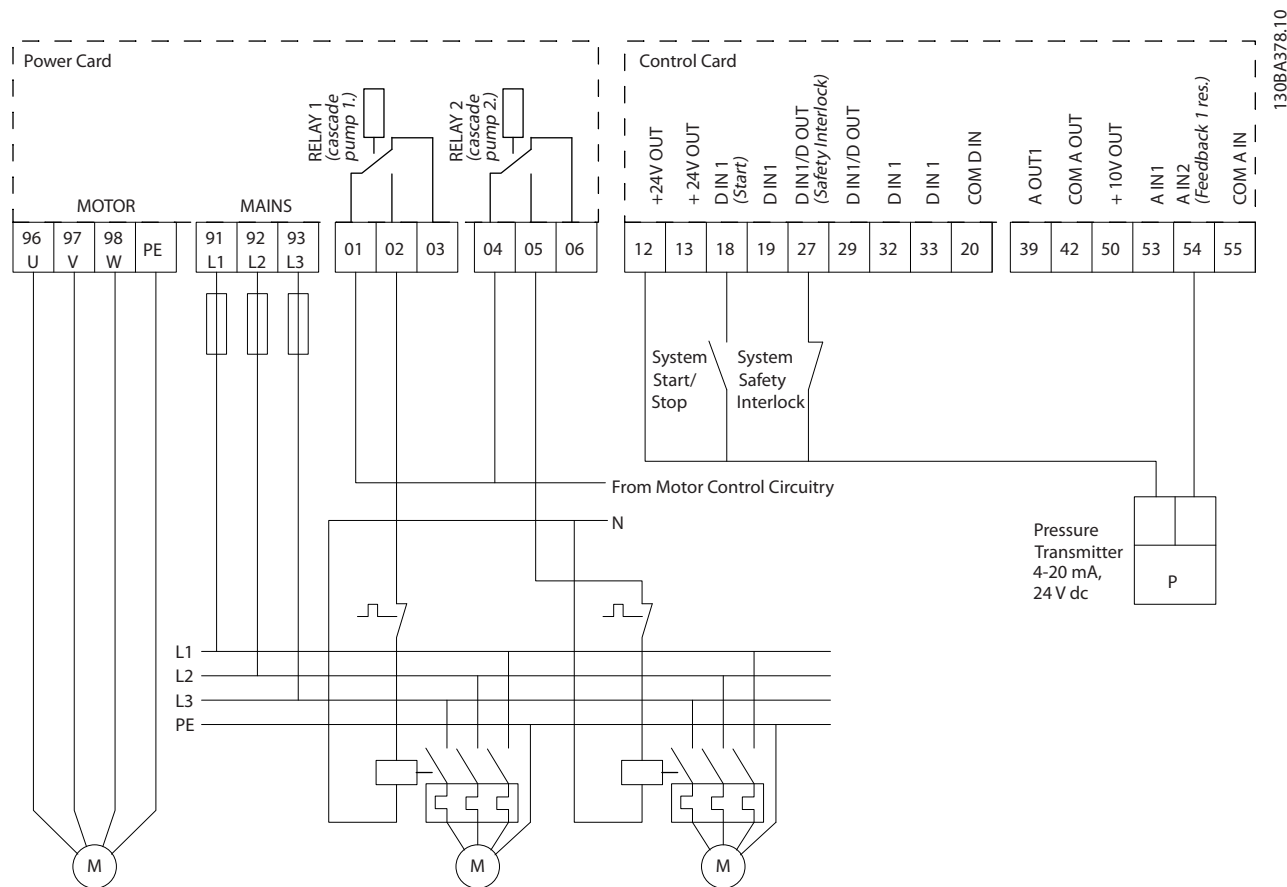 130BA378.10
Power Card
Control Card
RELAY 1
(cascade
pump 1.)
RELAY 2
(cascade
pump 2.)
+24V OUT
+ 24V OUT
D IN 1
(Start)
D IN1
D IN1/D OUT
(Safety Interlock)
D IN1/D OUT
D IN1
D IN1
COM D IN
A OUT1
COM A OUT
+ 10V OUT
A IN1
A IN2
(Feedback 1 res.)
COM A IN
MOTOR
MAINS
96 97 98 PE
U V W
91 92 93
L1 L2 L3
01 02 03
04 05 06
12 13 18 19 27 29 32 33 20
39 42 50 53 54 55
System
Start/
Stop
System
Safety
Interlock
From Motor Control Circuitry
N
Pressure
Transmitter
4-20 mA,
24 V dc
P
L1
L2
L3
PE
M
M
M